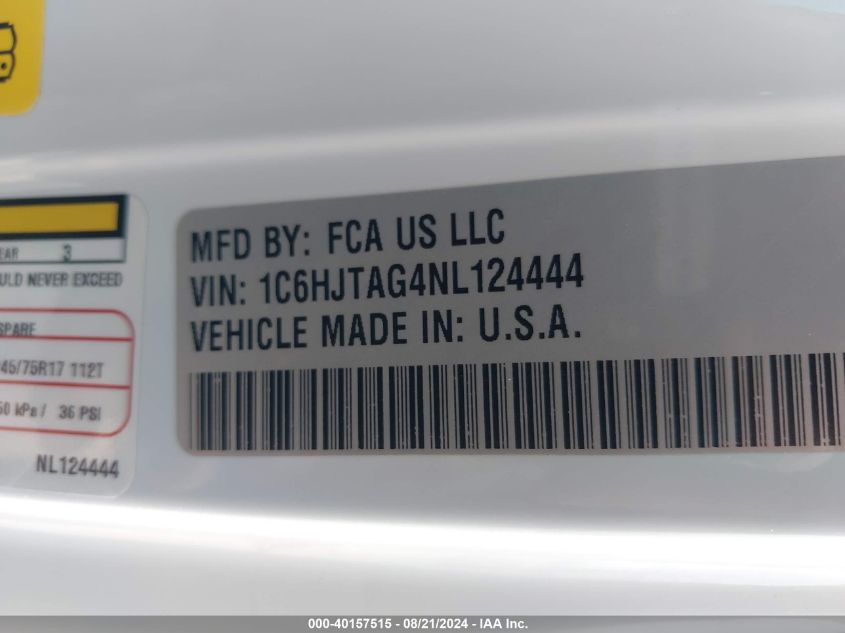 MFD BY: FCA US LLC
VIN: 1C6HJTAG4NL124444
VEHICLE MADE IN: U.S.A.
EAR 3
ULD NEVER EXCEED
SPARE
245/75R17 112T
50 kPa / 36 PSI
NL124444
000-40157515 - 08/21/2024 - IAA Inc.